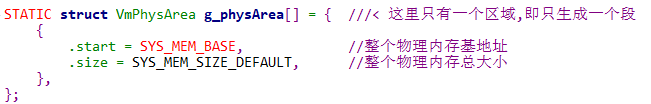 STATIC struct VmPhysArea g_physArea[] = { ///< 这里只有一个区域,即只生成一个段
{
.start = SYS_MEM_BASE, //整个物理内存基地址
.size = SYS_MEM_SIZE_DEFAULT, //整个物理内存总大小
},
};